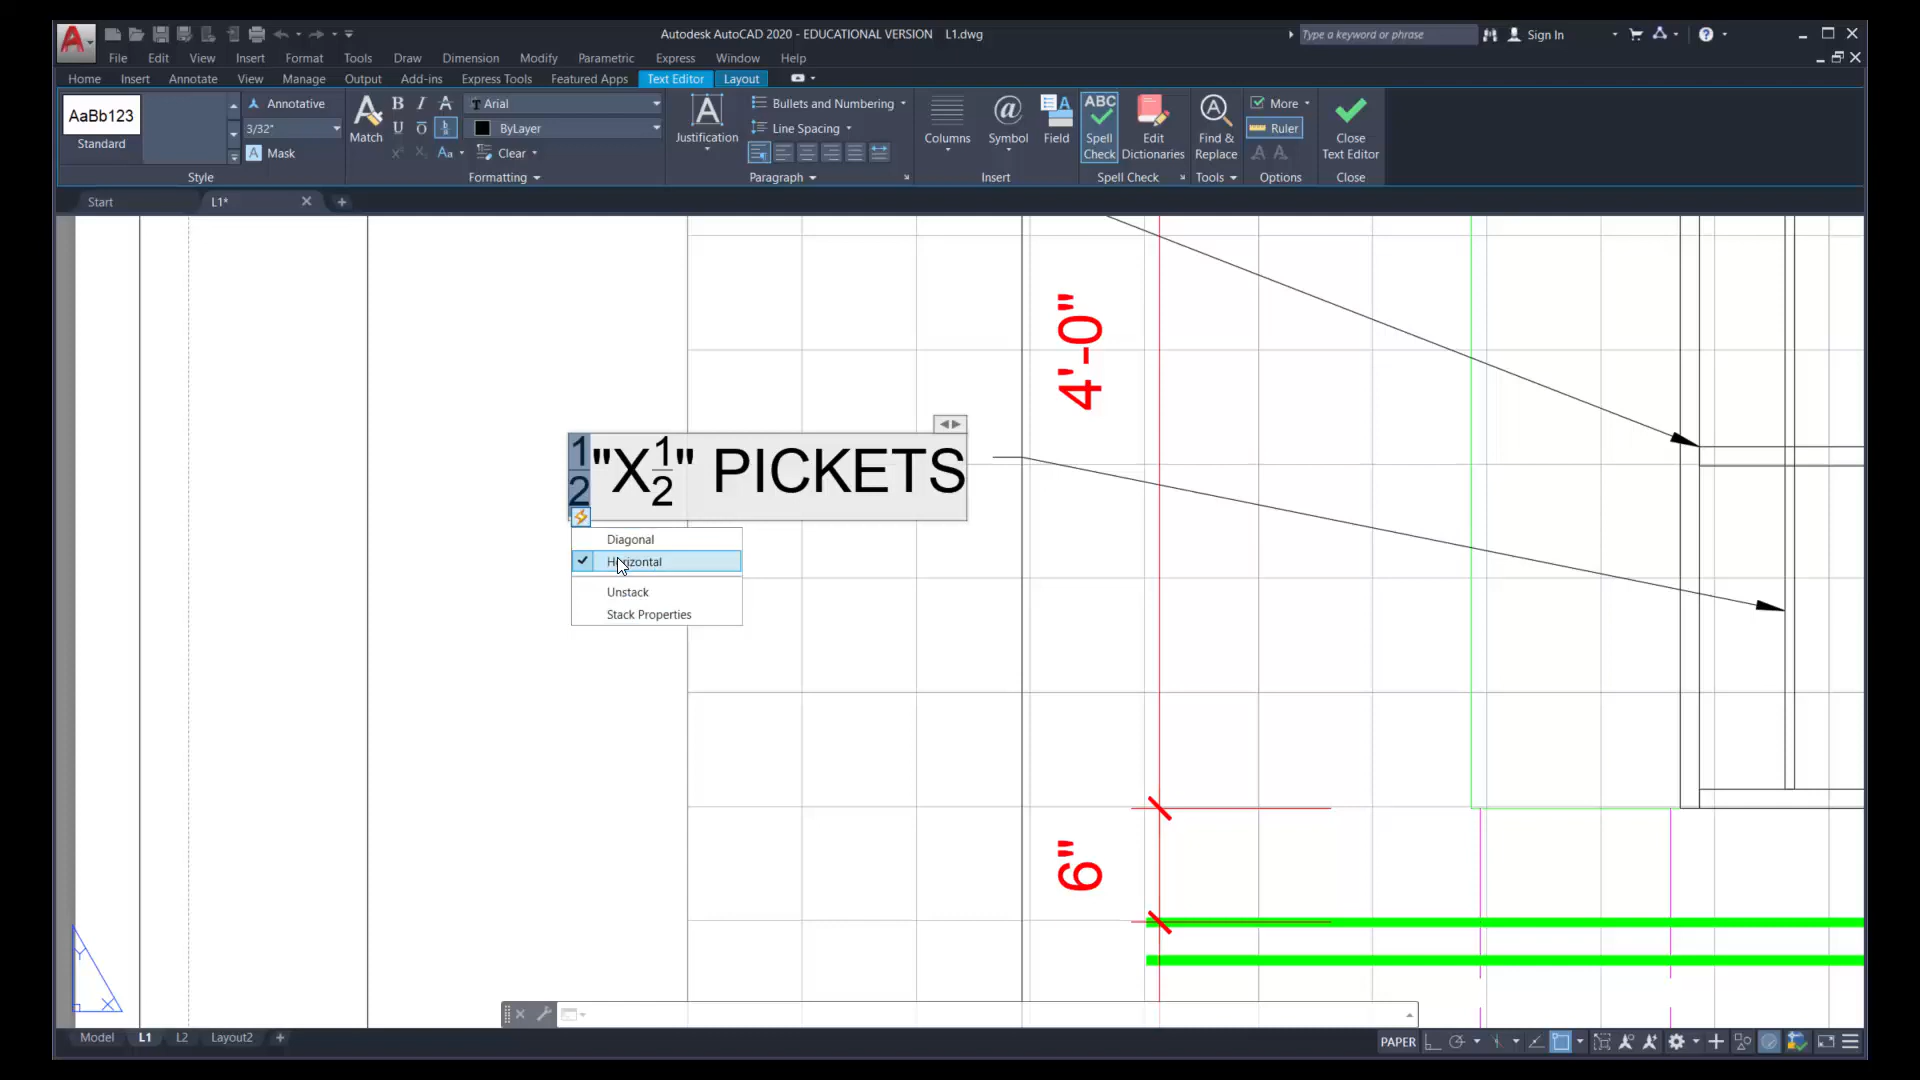 Autodesk AutoCAD 2020 - EDUCATIONAL VERSION L1.dwg
Type a keyword or phrase
Sign In
File Edit View Insert Format Tools Draw Dimension Modify Parametric Express Window Help
Home Insert Annotate View Manage Output Add-ins Express Tools Featured Apps Text Editor Layout
AaBb123
Standard
Annotative
3/32"
Mask
Style
Match
B I A
U O
Aa
Arial
ByLayer
Clear
Formatting
Justification
Bullets and Numbering
Line Spacing
Paragraph
Columns
@
Symbol
Field
Insert
ABC
Spell
Check
Edit
Dictionaries
Spell Check
Find &
Replace
Tools
More
Ruler
Options
Close
Text Editor
Close
Start L1*
4'-0"
1/2"X1/2" PICKETS
Diagonal
Horizontal
Unstack
Stack Properties
6"
Y
X
Model L1 L2 Layout2
PAPER